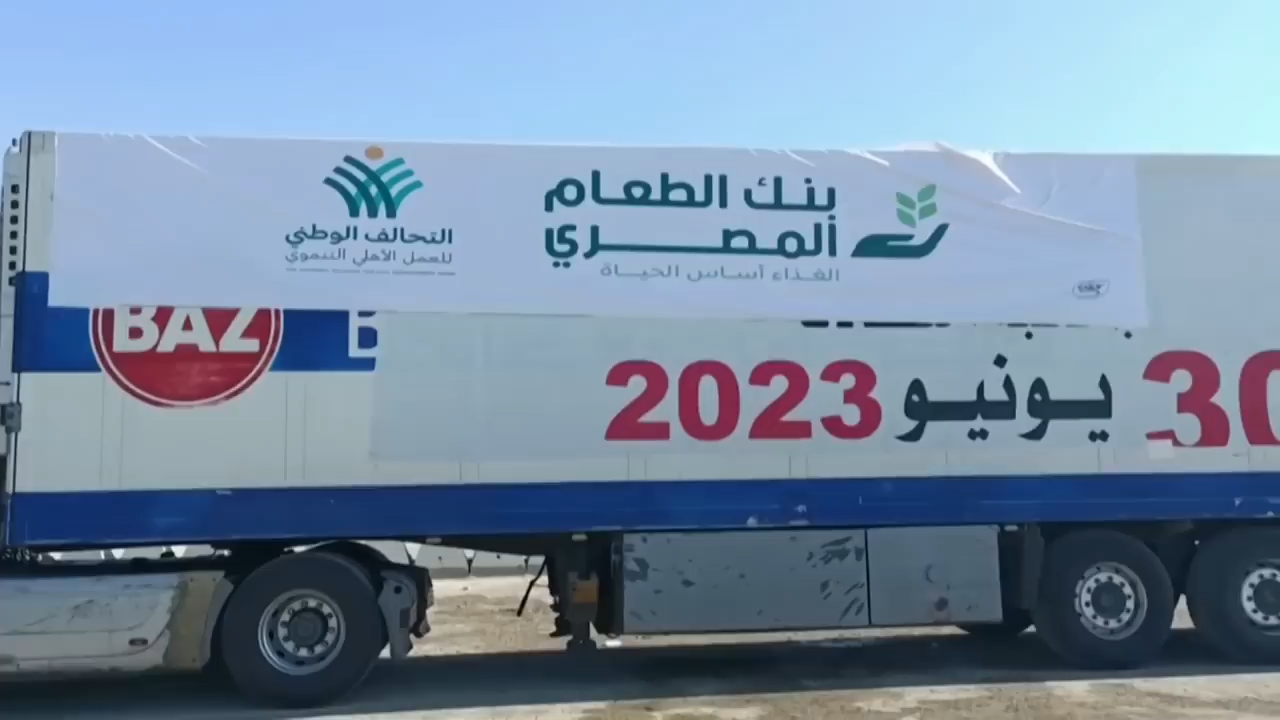 بنك الطعام
المصري
الغذاء أساس الحياة
التحالف الوطني
للعمل الأهلي التنموي
BAZ
B
30 يونيو 2023